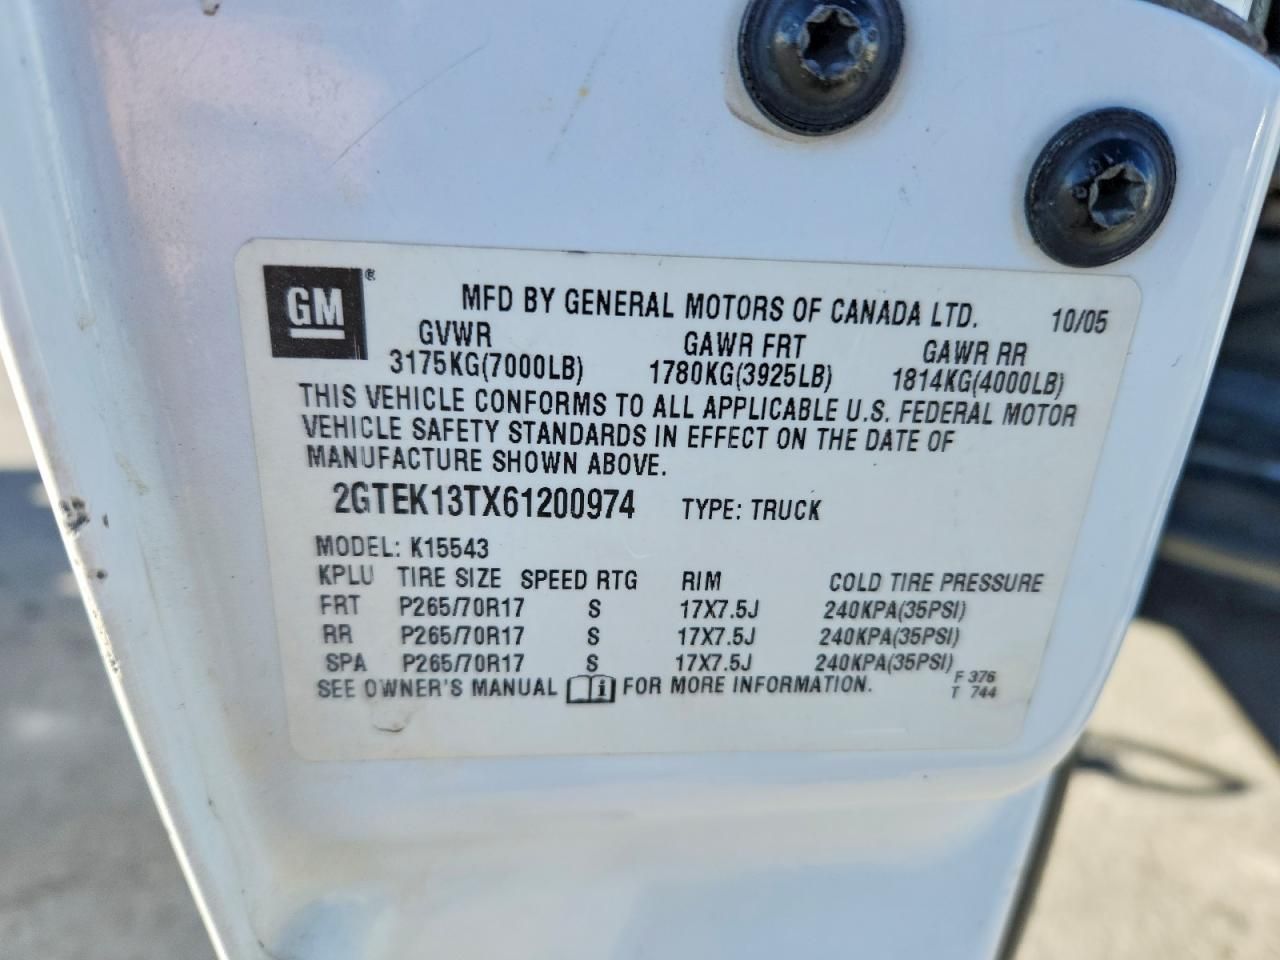 GM ®
MFD BY GENERAL MOTORS OF CANADA LTD. 10/05
GVWR GAWR FRT GAWR RR
3175KG(7000LB) 1780KG(3925LB) 1814KG(4000LB)
THIS VEHICLE CONFORMS TO ALL APPLICABLE U.S. FEDERAL MOTOR
VEHICLE SAFETY STANDARDS IN EFFECT ON THE DATE OF
MANUFACTURE SHOWN ABOVE.
2GTEK13TX61200974 TYPE: TRUCK
MODEL: K15543
KPLU TIRE SIZE SPEED RTG RIM COLD TIRE PRESSURE
FRT P265/70R17 S 17X7.5J 240KPA(35PSI)
RR P265/70R17 S 17X7.5J 240KPA(35PSI)
SPA P265/70R17 S 17X7.5J 240KPA(35PSI)
SEE OWNER'S MANUAL i FOR MORE INFORMATION.
F 376
T 744